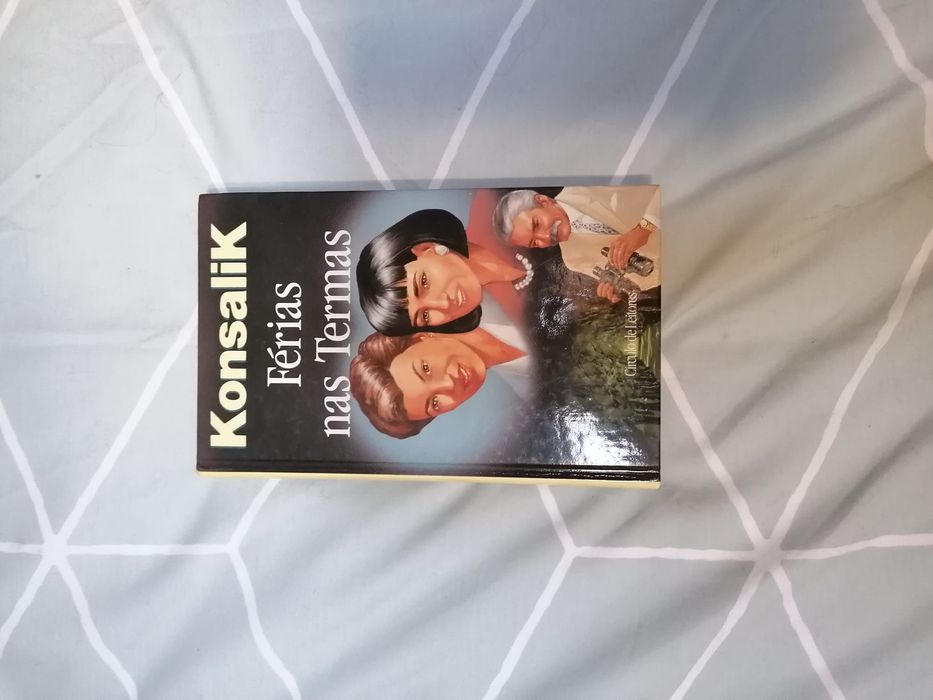 KonsaliK
Férias
nas Termas
Círculo de Leitores